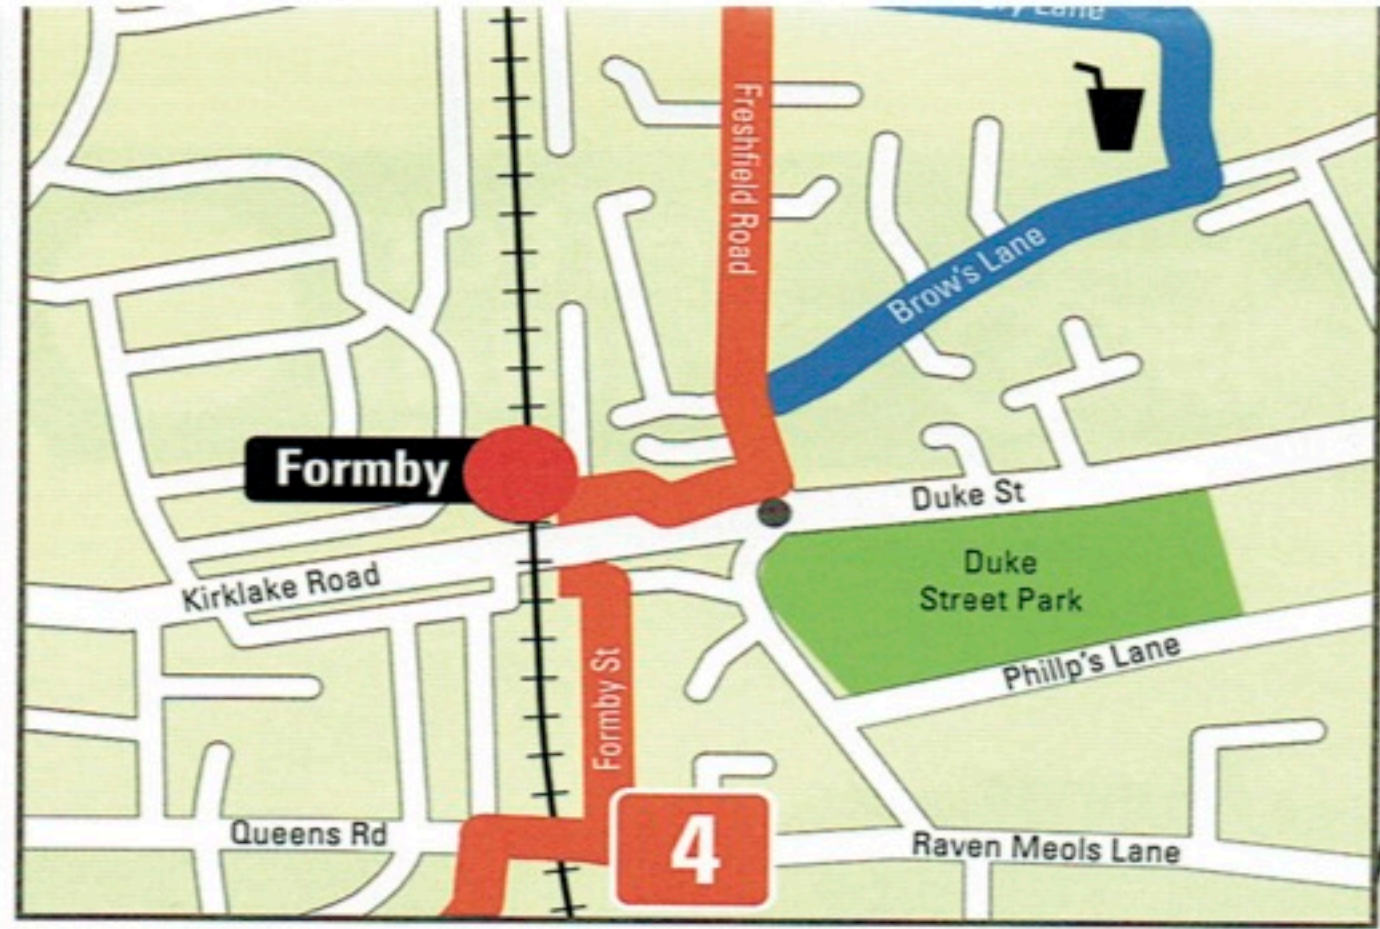 Lane
Freshfield Road
Brow's Lane
Formby
Duke St
Kirklake Road
Duke
Street Park
Phillp's Lane
Formby St
Queens Rd
4
Raven Meols Lane